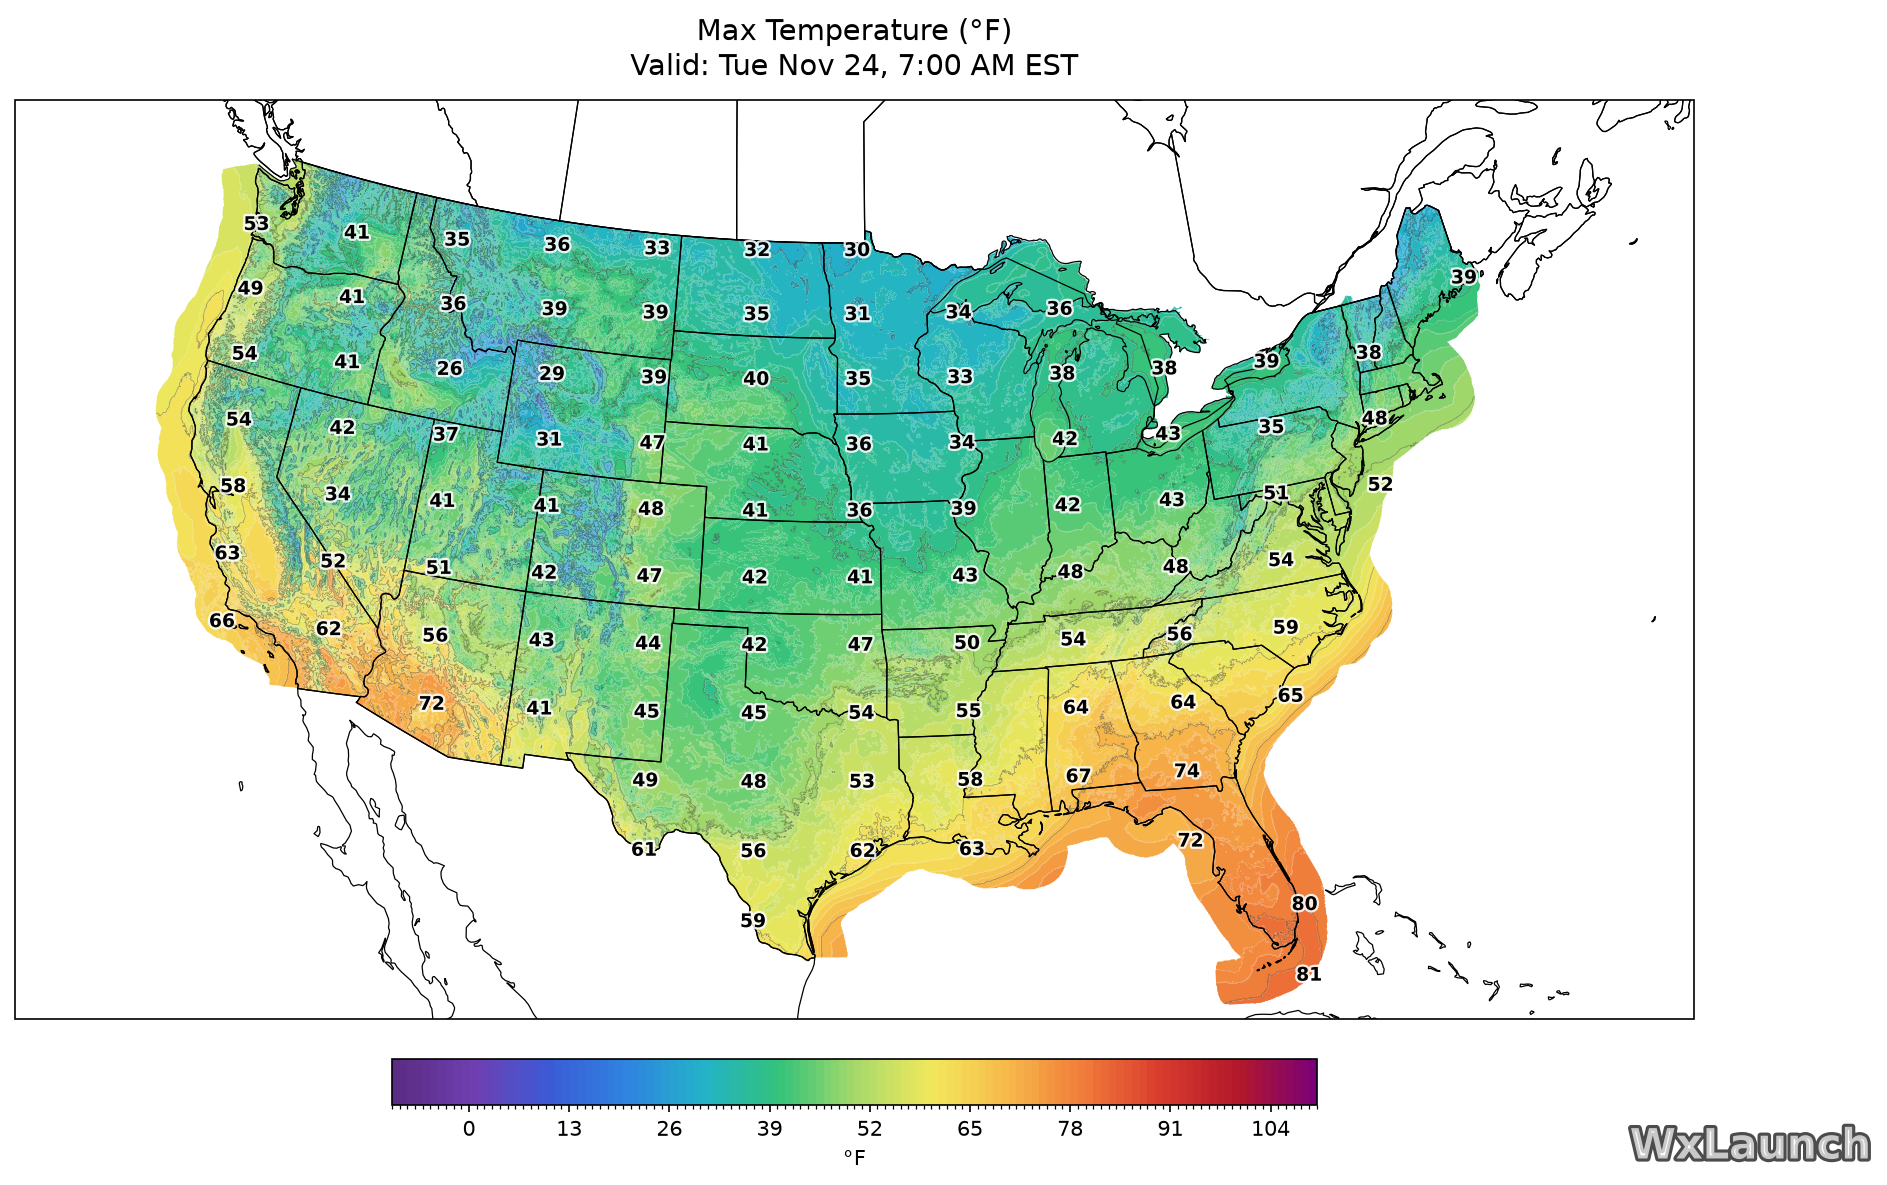 Max Temperature (°F)
Valid: Tue Nov 24, 7:00 AM EST
53 41 35 36 33 32 30
49 41 36 39 39 35 31 34 36 39
54 41 26 29 39 40 35 33 38 38 39 38
54 42 37 31 47 41 36 34 42 43 35 48
58 34 41 41 48 41 36 39 42 43 51 52
63 52 51 42 47 42 41 43 48 48 54
66 62 56 43 44 42 47 50 54 56 59
72 41 45 45 54 55 64 64 65
49 48 53 58 67 74
61 56 62 63 72
59 80
81
0 13 26 39 52 65 78 91 104
°F
WxLaunch